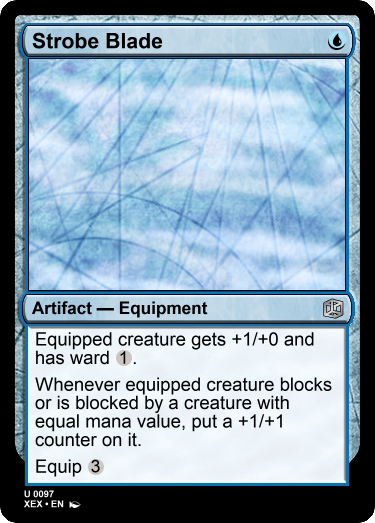 Strobe Blade
Artifact — Equipment
Equipped creature gets +1/+0 and
has ward 1.
Whenever equipped creature blocks
or is blocked by a creature with
equal mana value, put a +1/+1
counter on it.
Equip 3
U 0097
XEX • EN